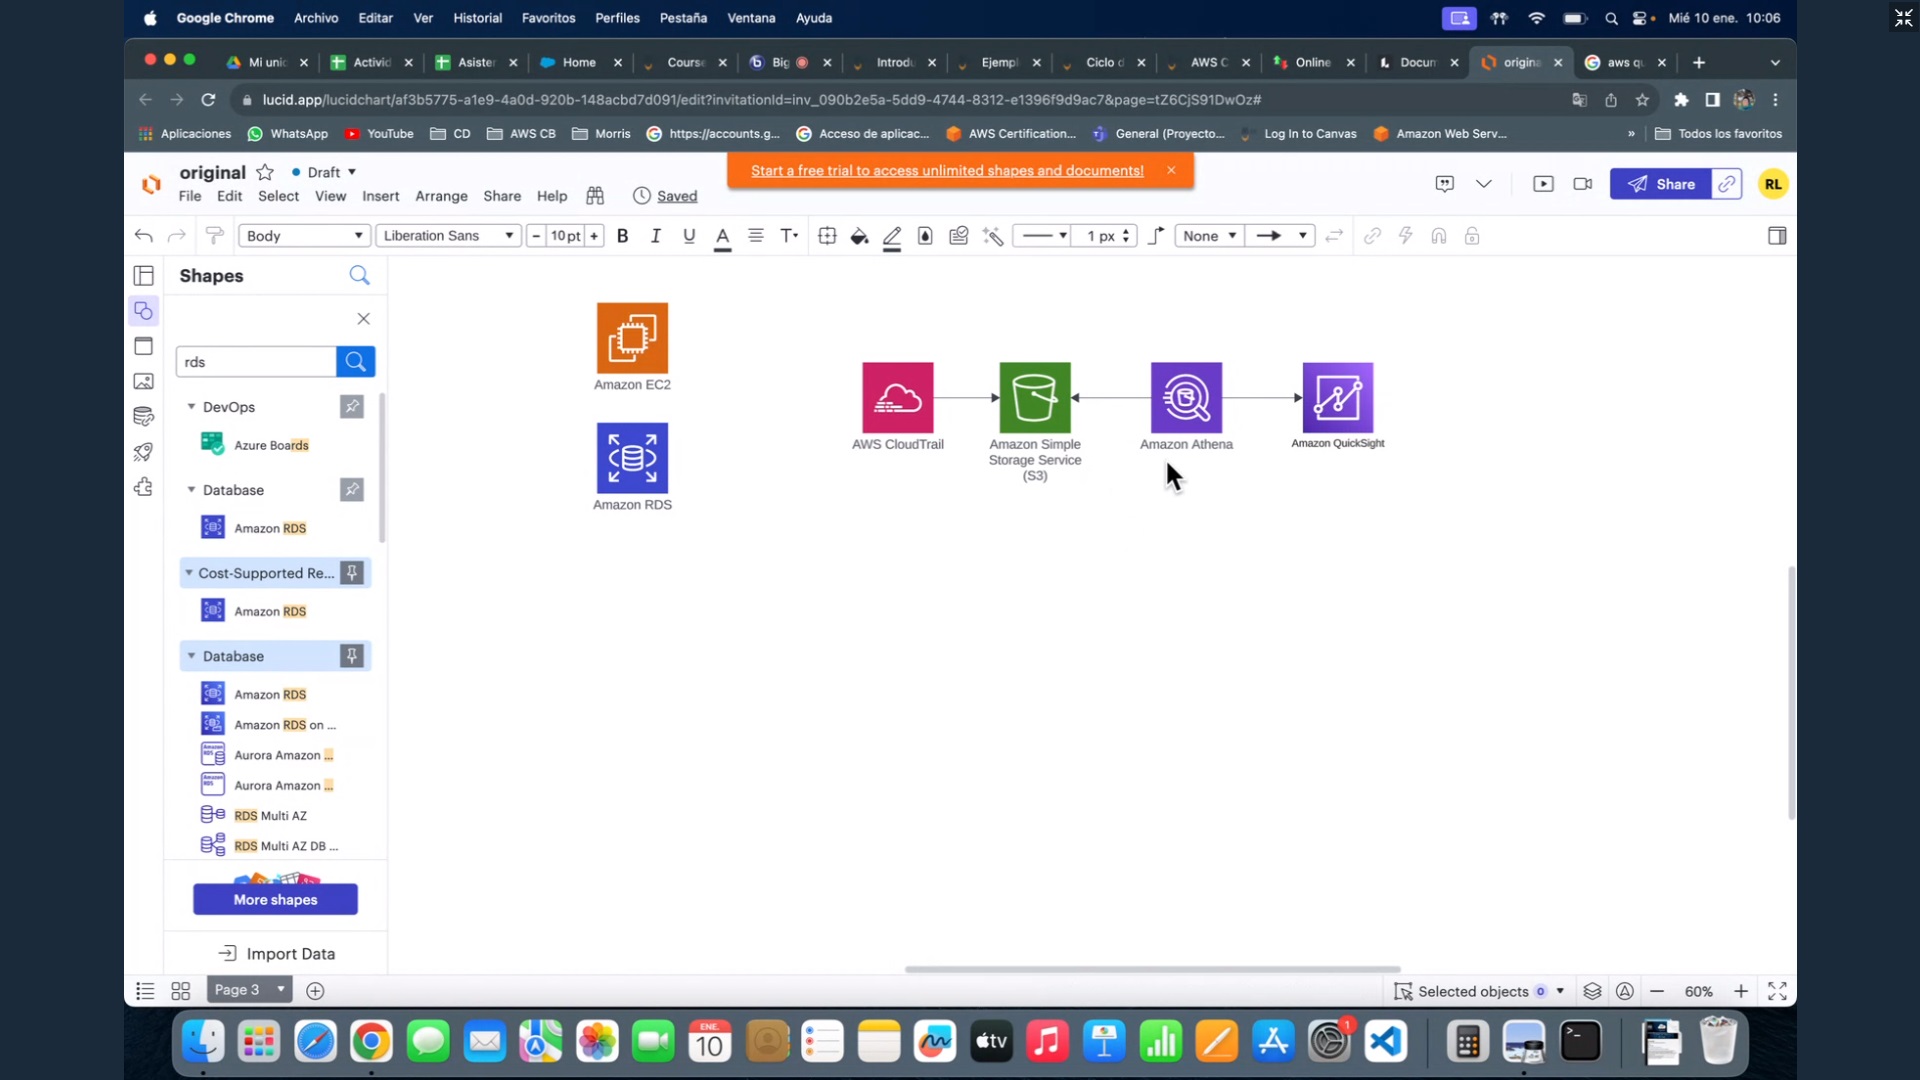 Google Chrome Archivo Editar Ver Historial Favoritos Perfiles Pestaña Ventana Ayuda Mié 10 ene. 10:06
Mi unic Activid Asister Home Course Big Introdu Ejempl Ciclo d AWS C Online Docum origina aws qu
lucid.app/lucidchart/af3b5775-a1e9-4a0d-920b-148acbd7d091/edit?invitationId=inv_090b2e5a-5dd9-4744-8312-e1396f9d9ac7&page=tZ6CjS91DwOz#
Aplicaciones WhatsApp YouTube CD AWS CB Morris https://accounts.g... Acceso de aplicac... AWS Certification... General (Proyecto... Log In to Canvas Amazon Web Serv... » Todos los favoritos
original Draft
Start a free trial to access unlimited shapes and documents!
File Edit Select View Insert Arrange Share Help Saved
Share RL
Body Liberation Sans 10 pt B I U A T 1 px None
Shapes
rds
DevOps
Azure Boards
Database
Amazon RDS
Cost-Supported Re...
Amazon RDS
Database
Amazon RDS
Amazon RDS on ...
Aurora Amazon ...
Aurora Amazon ...
RDS Multi AZ
RDS Multi AZ DB ...
More shapes
Import Data
Amazon EC2
Amazon RDS
AWS CloudTrail
Amazon Simple
Storage Service
(S3)
Amazon Athena
Amazon QuickSight
Page 3
Selected objects 0 60%
ENE.
10
tv
1